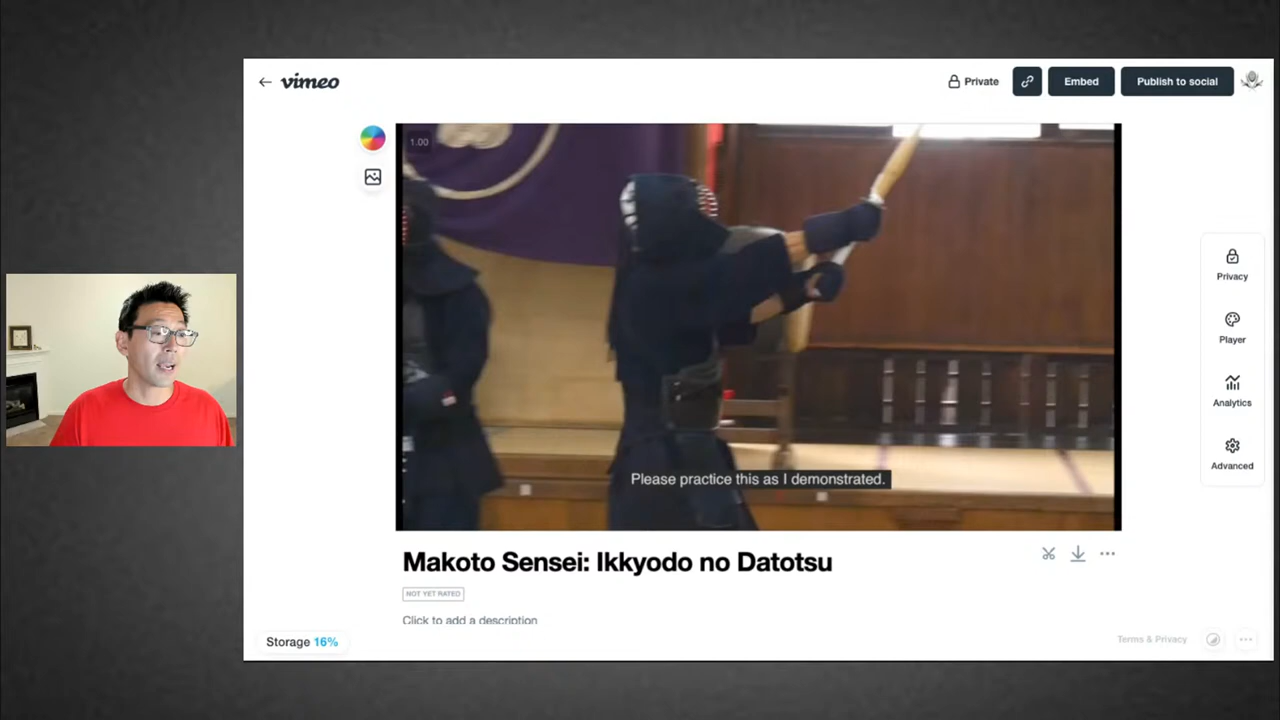 vimeo
Private
Embed
Publish to social
1.00
Privacy
Player
Analytics
Advanced
Please practice this as I demonstrated.
Makoto Sensei: Ikkyodo no Datotsu
NOT YET RATED
Click to add a description
Storage 16%
Terms & Privacy